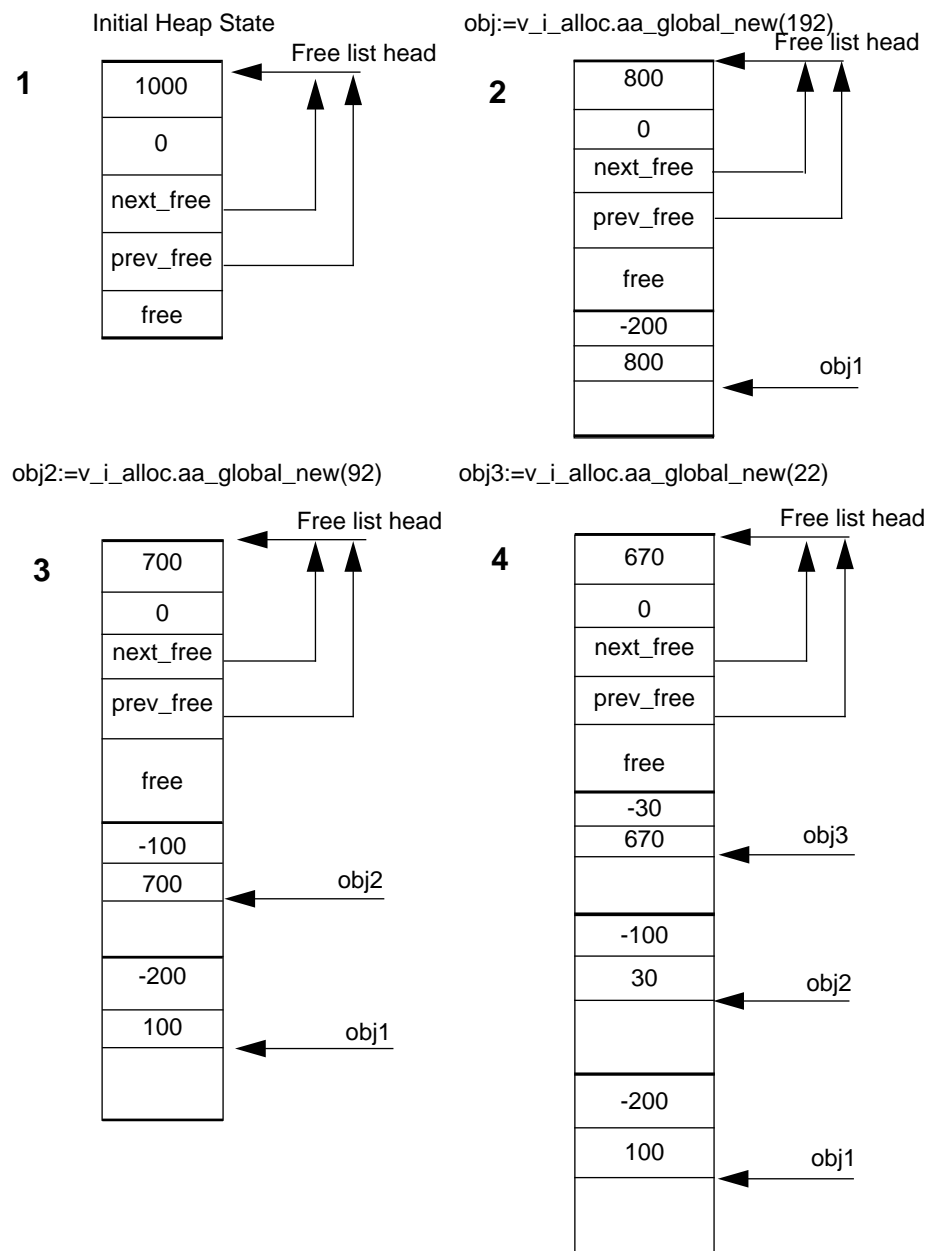 Initial Heap State
Free list head
1
1000
0
next_free
prev_free
free
obj:=v_i_alloc.aa_global_new(192)
Free list head
2
800
0
next_free
prev_free
free
-200
800
obj1
obj2:=v_i_alloc.aa_global_new(92)
Free list head
3
700
0
next_free
prev_free
free
-100
700
obj2
-200
100
obj1
obj3:=v_i_alloc.aa_global_new(22)
Free list head
4
670
0
next_free
prev_free
free
-30
670
obj3
-100
30
obj2
-200
100
obj1